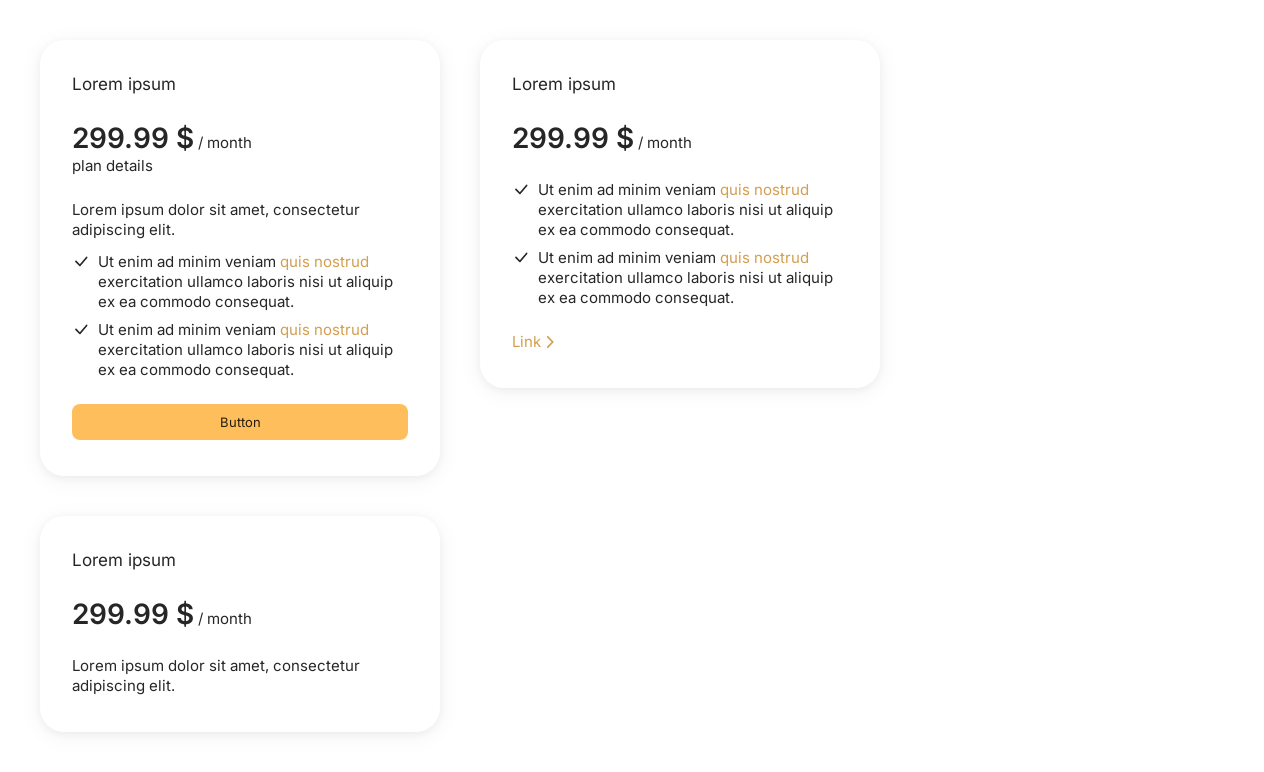 Lorem ipsum
299.99 $ / month
plan details
Lorem ipsum dolor sit amet, consectetur
adipiscing elit.
Ut enim ad minim veniam quis nostrud
exercitation ullamco laboris nisi ut aliquip
ex ea commodo consequat.
Ut enim ad minim veniam quis nostrud
exercitation ullamco laboris nisi ut aliquip
ex ea commodo consequat.
Button
Lorem ipsum
299.99 $ / month
Ut enim ad minim veniam quis nostrud
exercitation ullamco laboris nisi ut aliquip
ex ea commodo consequat.
Ut enim ad minim veniam quis nostrud
exercitation ullamco laboris nisi ut aliquip
ex ea commodo consequat.
Link
Lorem ipsum
299.99 $ / month
Lorem ipsum dolor sit amet, consectetur
adipiscing elit.